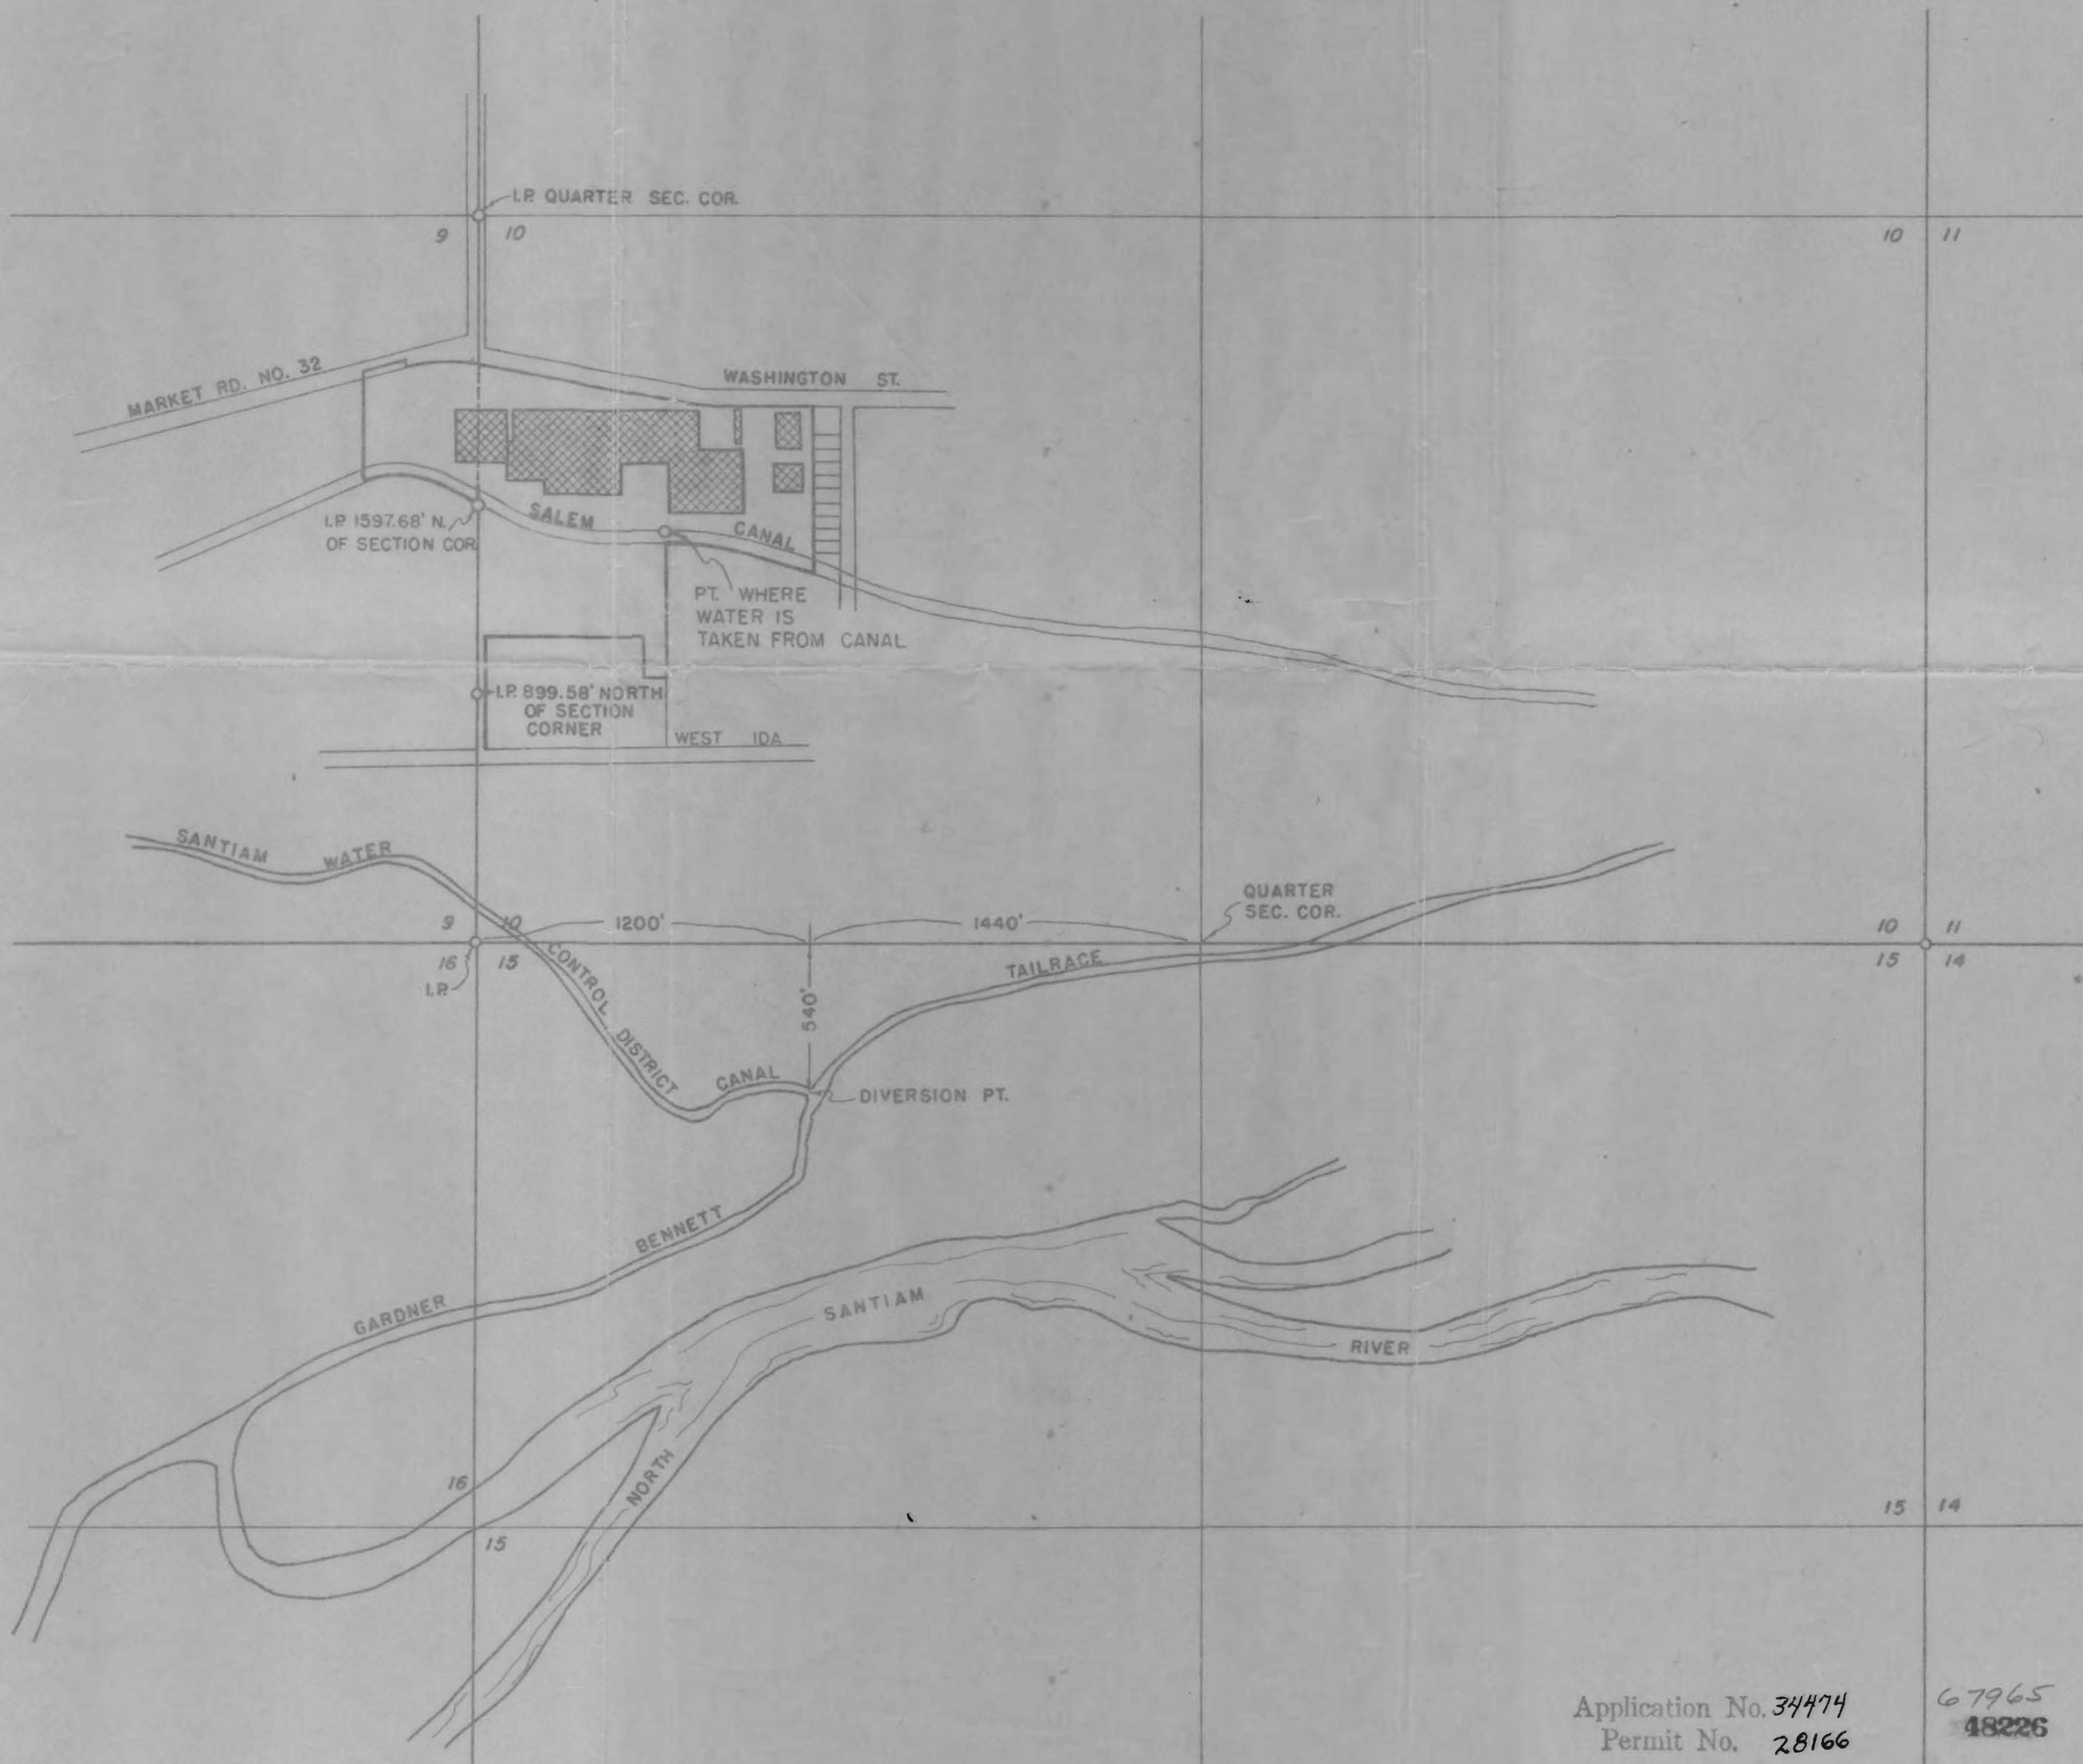 I.P. QUARTER SEC. COR.
9 10
10 11
MARKET RD. NO. 32
WASHINGTON ST.
I.P. 1597.68' N.
OF SECTION COR.
SALEM CANAL
PT. WHERE
WATER IS
TAKEN FROM CANAL
I.P. 899.58' NORTH
OF SECTION
CORNER
WEST IDA
SANTIAM WATER CONTROL DISTRICT CANAL
9 10
16 15
I.P.
1200'
1440'
QUARTER
SEC. COR.
10 11
15 14
TAILRACE
540'
DIVERSION PT.
GARDNER BENNETT
NORTH SANTIAM RIVER
16
15
15 14
Application No. 34474
Permit No. 28166
67965
48226